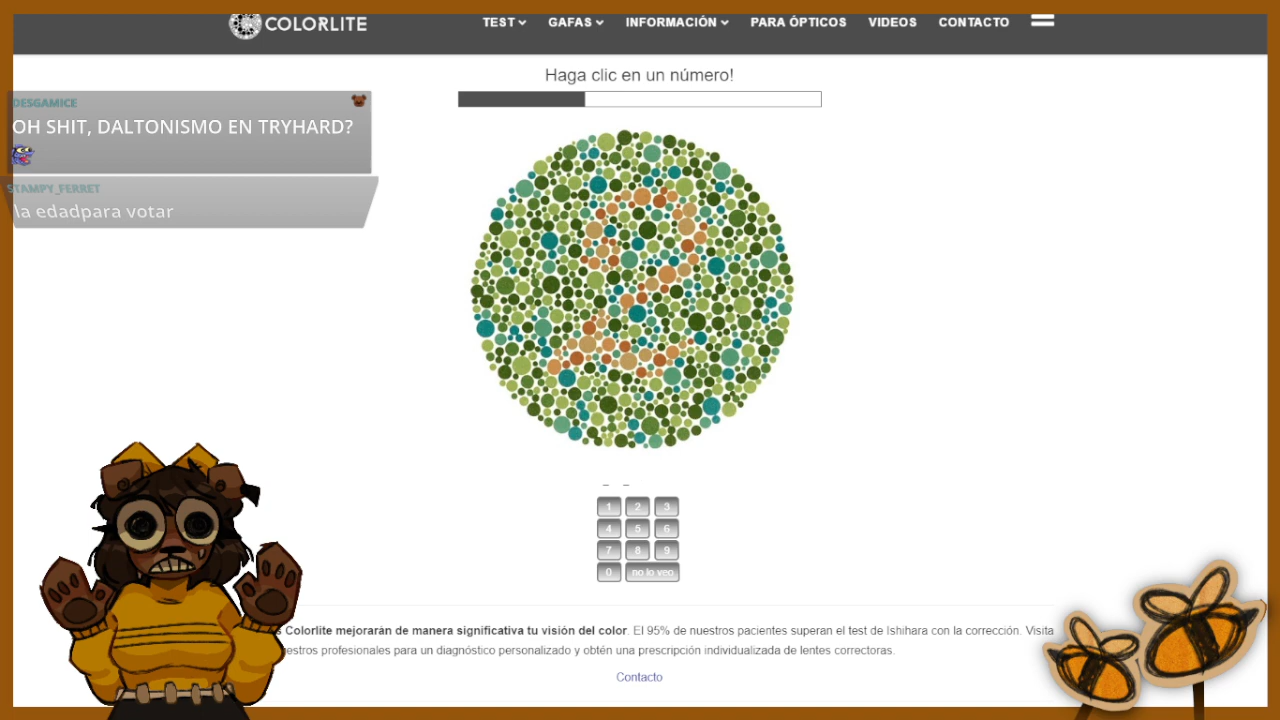 COLORLITE
TEST GAFAS INFORMACIÓN PARA ÓPTICOS VIDEOS CONTACTO
Haga clic en un número!
DESGAMICE
OH SHIT, DALTONISMO EN TRYHARD?
STAMPY_FERRET
la edadpara votar
2
_ _
1 2 3
4 5 6
7 8 9
0 no lo veo
Colorlite mejorarán de manera significativa tu visión del color. El 95% de nuestros pacientes superan el test de Ishihara con la corrección. Visita
profesionales para un diagnóstico personalizado y obtén una prescripción individualizada de lentes correctoras.
Contacto